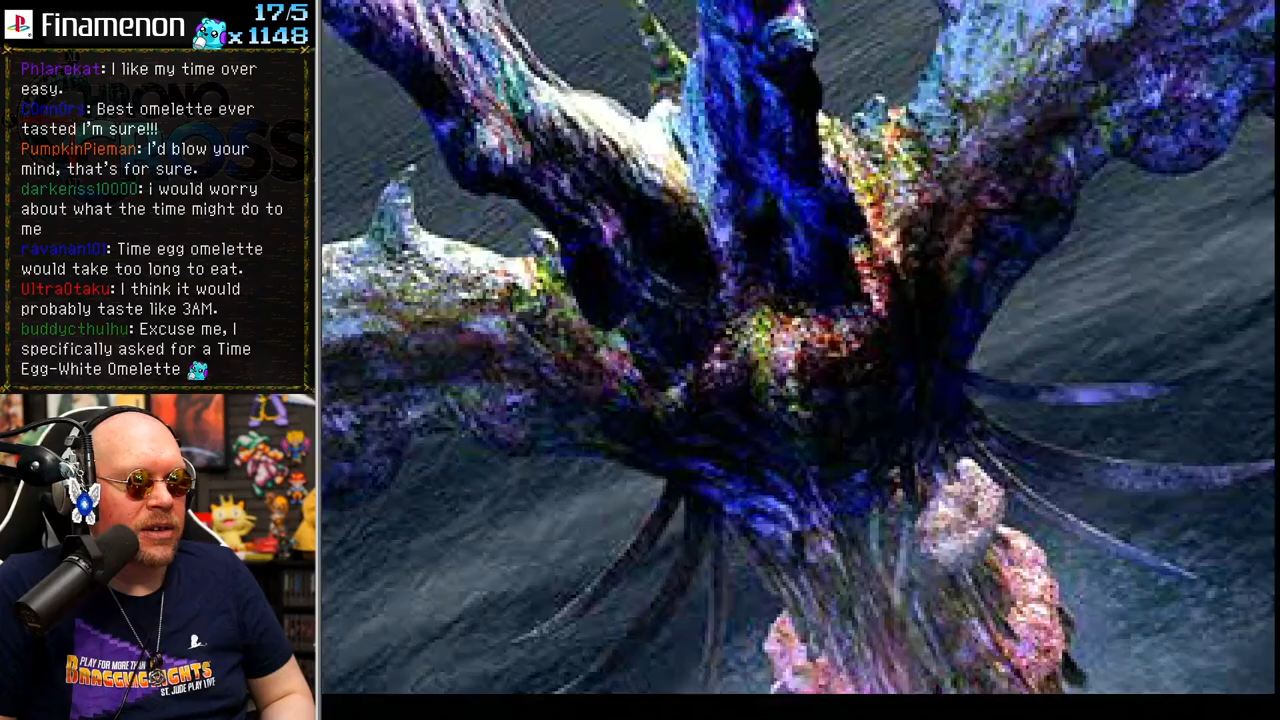 Finamenon
17/5
x 1148
Phlarekat: I like my time over
easy.
Best omelette ever
tasted I'm sure!!!
PumpkinPieman: I'd blow your
mind, that's for sure.
darkenss10000: i would worry
about what the time might do to
me
ravanan101: Time egg omelette
would take too long to eat.
UltraOtaku: I think it would
probably taste like 3AM.
buddycthulhu: Excuse me, I
specifically asked for a Time
Egg-White Omelette
PLAY FOR MORE THAN
ST. JUDE PLAY LIVE